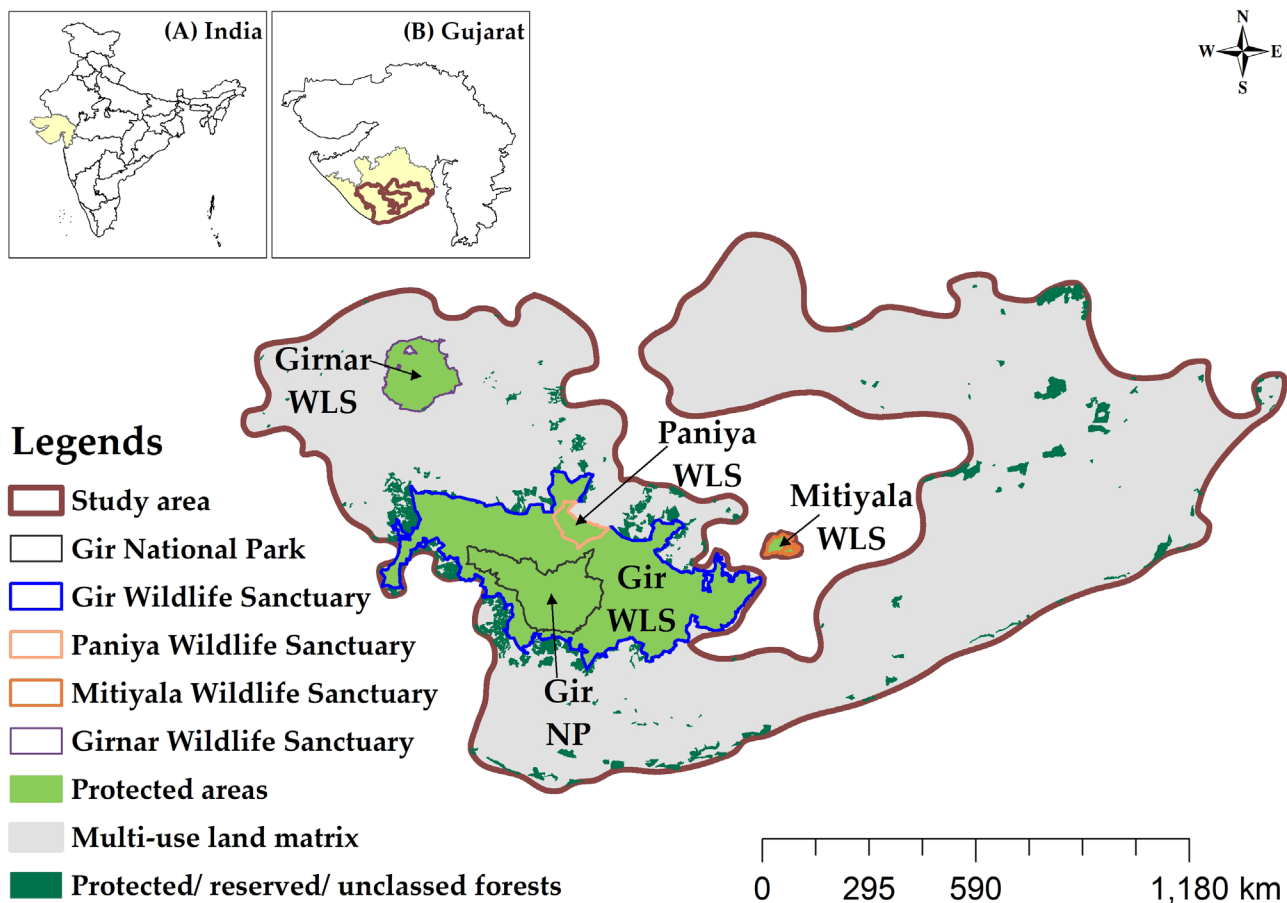 (A) India
(B) Gujarat
N
W
E
S
Girnar
WLS
Paniya
WLS
Mitiyala
WLS
Gir
WLS
Gir
NP
Legends
Study area
Gir National Park
Gir Wildlife Sanctuary
Paniya Wildlife Sanctuary
Mitiyala Wildlife Sanctuary
Girnar Wildlife Sanctuary
Protected areas
Multi-use land matrix
Protected/ reserved/ unclassed forests
0 295 590 1,180 km